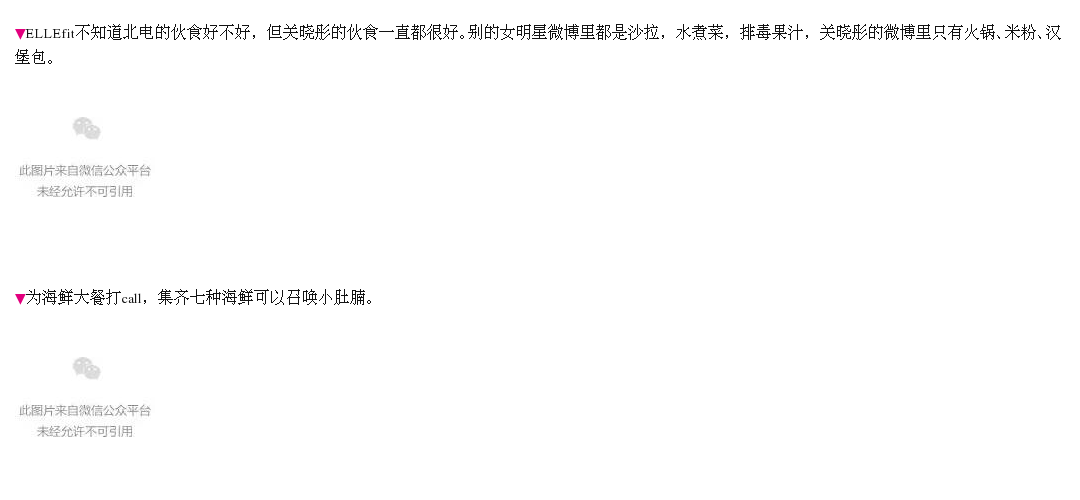 ▼ELLEfit不知道北电的伙食好不好，但关晓彤的伙食一直都很好。别的女明星微博里都是沙拉，水煮菜，排毒果汁，关晓彤的微博里只有火锅、米粉、汉
堡包。
此图片来自微信公众平台
未经允许不可引用
▼为海鲜大餐打call，集齐七种海鲜可以召唤小肚腩。
此图片来自微信公众平台
未经允许不可引用